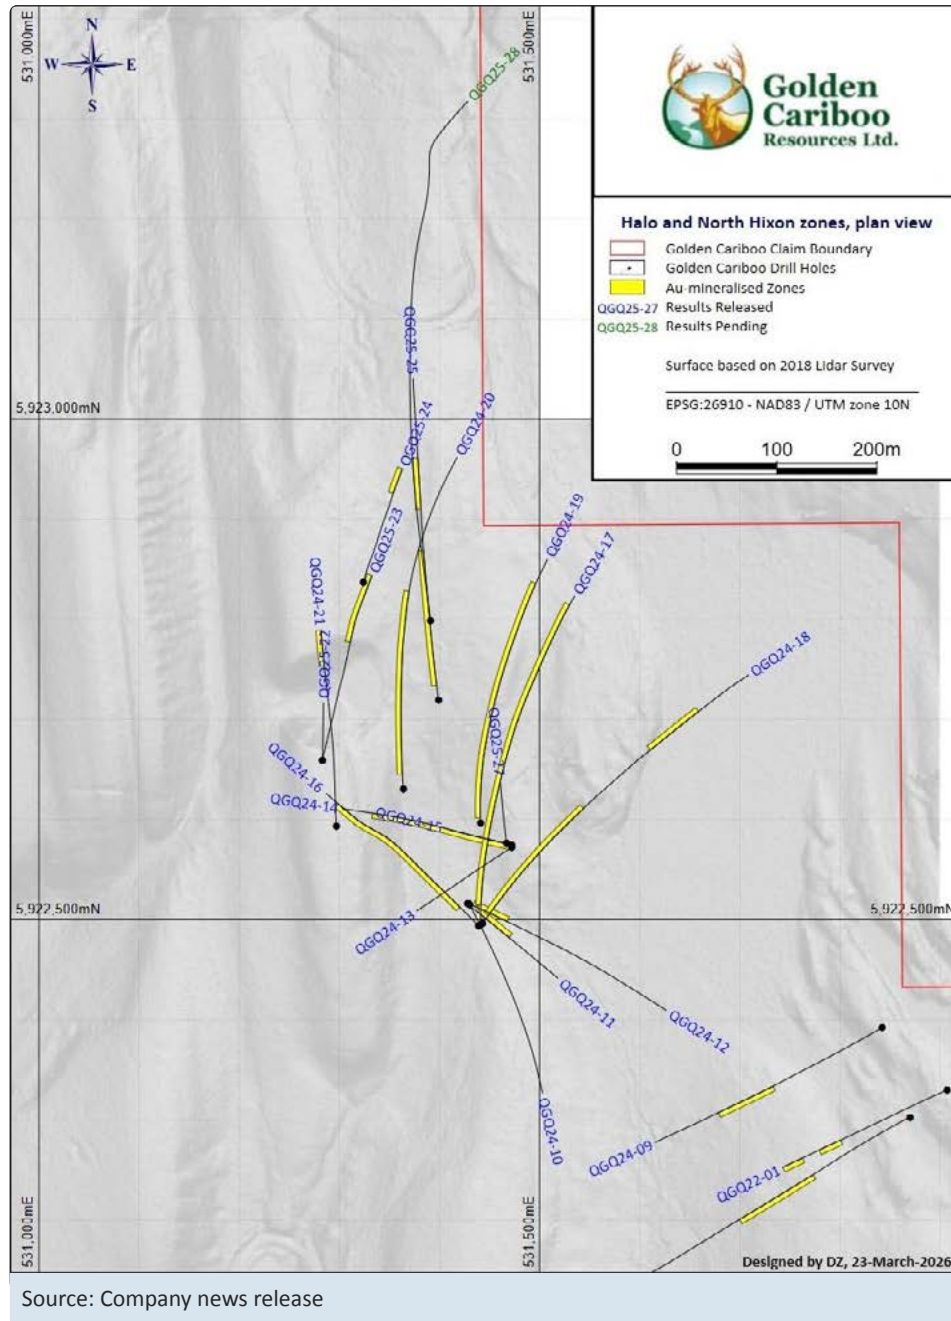 531,000mE
531,500mE
N
W E
S
QGQ25-28
Golden
Cariboo
Resources Ltd.
Halo and North Hixon zones, plan view
Golden Cariboo Claim Boundary
Golden Cariboo Drill Holes
Au-mineralised Zones
QGQ25-27 Results Released
QGQ25-28 Results Pending
Surface based on 2018 Lidar Survey
EPSG:26910 - NAD83 / UTM zone 10N
0 100 200m
QGQ25-25
5,923,000mN
QGQ25-24
QGQ24-20
QGQ25-23
QGQ24-19
QGQ24-17
QGQ24-21
QGQ25-22
QGQ24-18
QGQ25-27
QGQ24-16
QGQ24-14
QGQ24-15
5,922,500mN
5,922,500mN
QGQ24-13
QGQ24-11
QGQ24-12
QGQ24-10
QGQ24-09
QGQ22-01
531,000mE
531,500mE
Designed by DZ, 23-March-2026
Source: Company news release